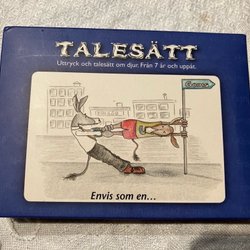 TALESÄTT
Uttryck och talesätt om djur. Från 7 år och uppåt.
Envis som en...